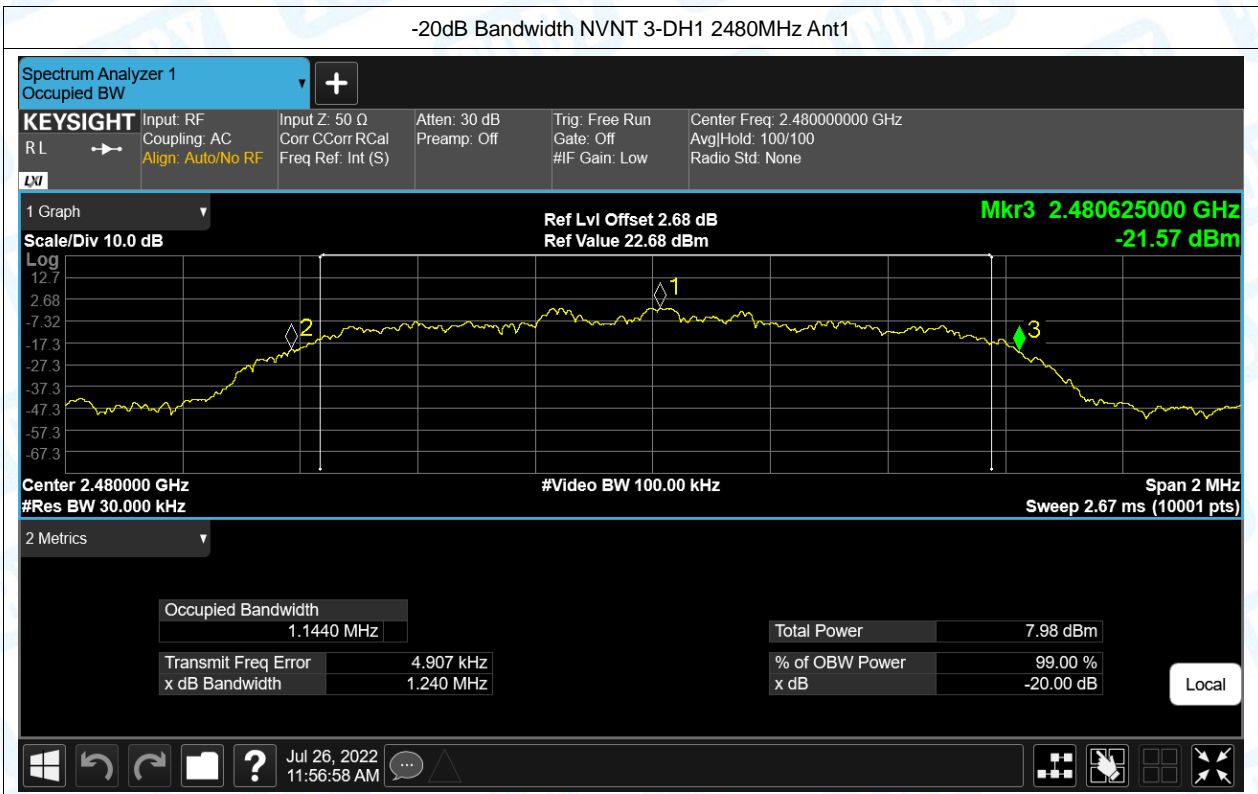 -20dB Bandwidth NVNT 3-DH1 2480MHz Ant1
Spectrum Analyzer 1
Occupied BW
KEYSIGHT
R L
LXI
Input: RF
Coupling: AC
Align: Auto/No RF
Input Z: 50 Ω
Corr CCorr RCal
Freq Ref: Int (S)
Atten: 30 dB
Preamp: Off
Trig: Free Run
Gate: Off
#IF Gain: Low
Center Freq: 2.480000000 GHz
Avg|Hold: 100/100
Radio Std: None
1 Graph
Ref Lvl Offset 2.68 dB
Mkr3 2.480625000 GHz
Scale/Div 10.0 dB
Ref Value 22.68 dBm
-21.57 dBm
Log
12.7
2.68
-7.32
-17.3
-27.3
-37.3
-47.3
-57.3
-67.3
1
2
3
Center 2.480000 GHz
#Video BW 100.00 kHz
Span 2 MHz
#Res BW 30.000 kHz
Sweep 2.67 ms (10001 pts)
2 Metrics
Occupied Bandwidth
1.1440 MHz
Total Power 7.98 dBm
Transmit Freq Error 4.907 kHz
% of OBW Power 99.00 %
x dB Bandwidth 1.240 MHz
x dB -20.00 dB
Local
?
Jul 26, 2022
11:56:58 AM